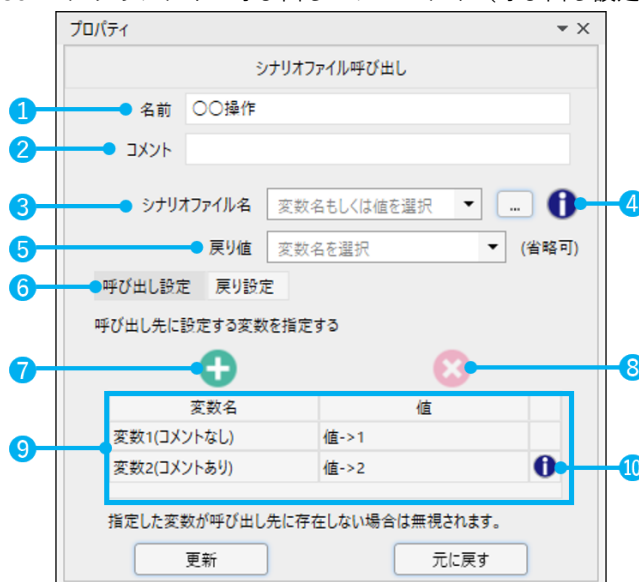 プロパティ
シナリオファイル呼び出し
1 名前 ○○操作
2 コメント
3 シナリオファイル名 変数名もしくは値を選択 ... 4
5 戻り値 変数名を選択 (省略可)
6 呼び出し設定 戻り設定
呼び出し先に設定する変数を指定する
7 8
変数名 値
9 変数1(コメントなし) 値->1
変数2(コメントあり) 値->2 10
指定した変数が呼び出し先に存在しない場合は無視されます。
更新 元に戻す